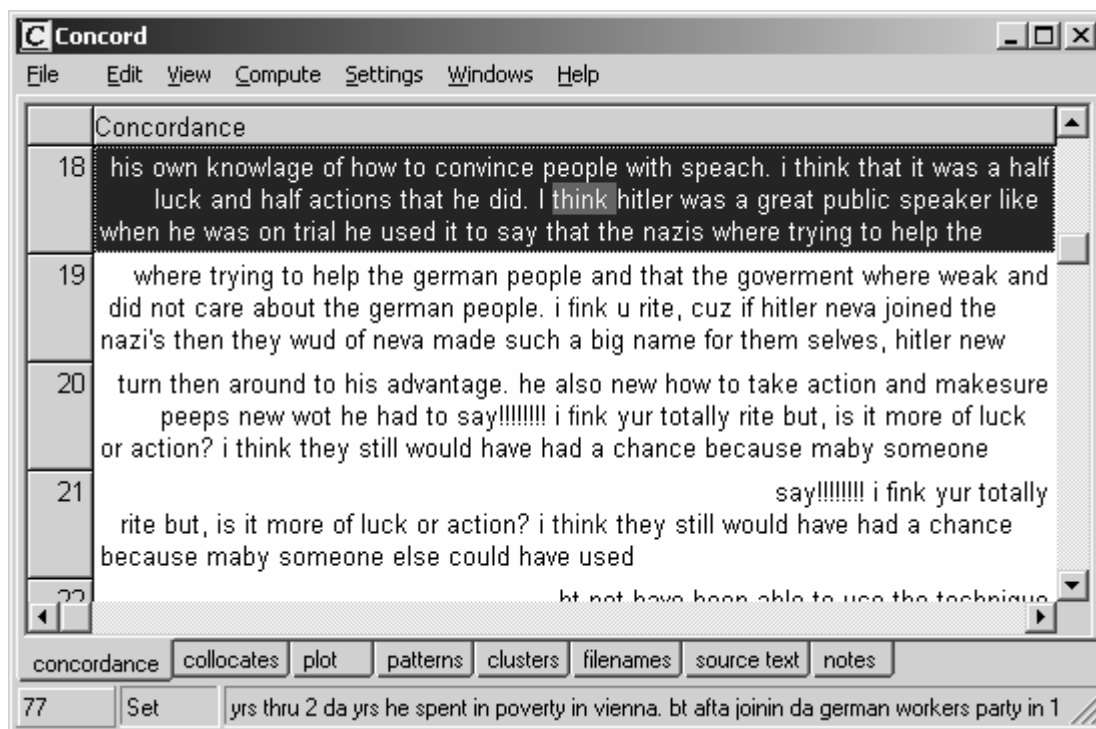 C Concord
File Edit View Compute Settings Windows Help
Concordance
18 his own knowlage of how to convince people with speach. i think that it was a half
luck and half actions that he did. I think hitler was a great public speaker like
when he was on trial he used it to say that the nazis where trying to help the
19 where trying to help the german people and that the goverment where weak and
did not care about the german people. i fink u rite, cuz if hitler neva joined the
nazi's then they wud of neva made such a big name for them selves, hitler new
20 turn then around to his advantage. he also new how to take action and makesure
peeps new wot he had to say!!!!!!!! i fink yur totally rite but, is it more of luck
or action? i think they still would have had a chance because maby someone
21 say!!!!!!!! i fink yur totally
rite but, is it more of luck or action? i think they still would have had a chance
because maby someone else could have used
22 bt not have been able to use the technique
concordance collocates plot patterns clusters filenames source text notes
77 Set yrs thru 2 da yrs he spent in poverty in vienna. bt afta joinin da german workers party in 1